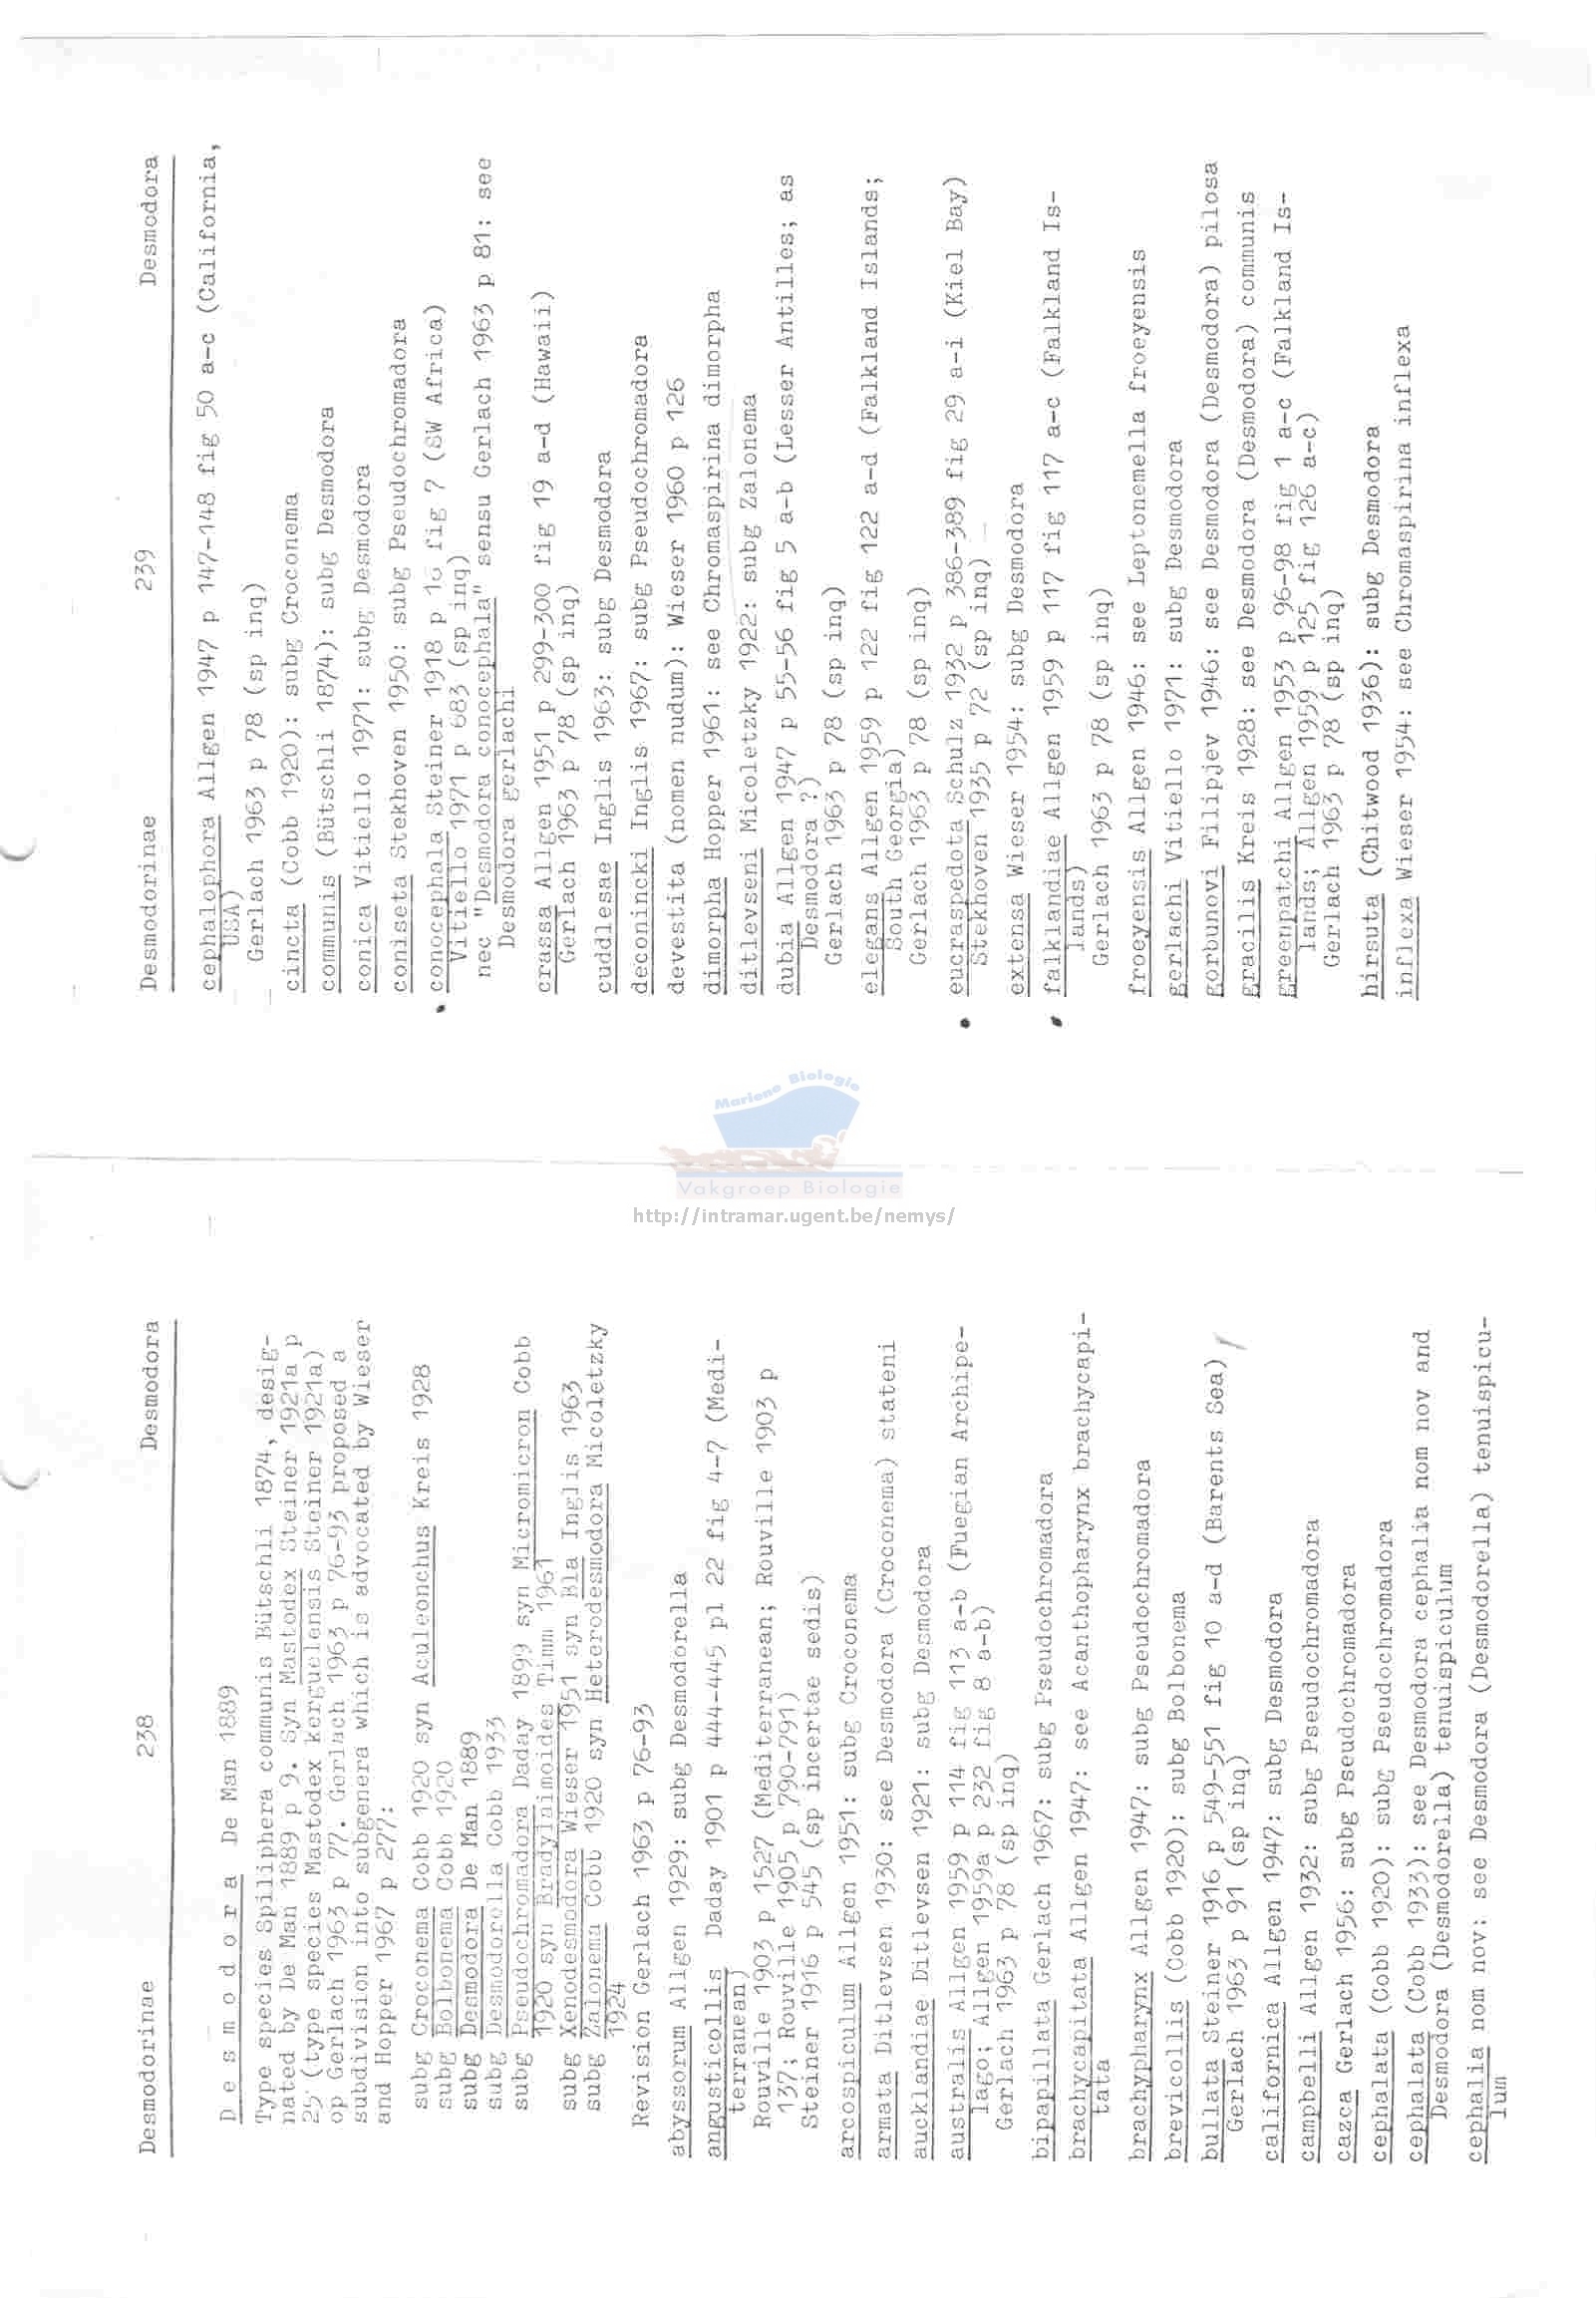 Desmodorinae 238 Desmodora
D e s m o d o r a De Man 1889
Type species Spiliphera communis Bütschli 1874, desig-
nated by De Man 1889 p 9. Syn Mastodex Steiner 1921a p
25 (type species Mastodex kerguelensis Steiner 1921a)
op Gerlach 1963 p 77. Gerlach 1963 p 76-93 proposed a
subdivision into subgenera which is advocated by Wieser
and Hopper 1967 p 277:
subg Croconema Cobb 1920 syn Aculeonchus Kreis 1928
subg Bolbonema Cobb 1920
subg Desmodora De Man 1889
subg Desmodorella Cobb 1933
subg Pseudochromadora Daday 1899 syn Micromicron Cobb
1920 syn Bradylaimoides Timm 1961
subg Xenodesmodora Wieser 1951 syn Bla Inglis 1963
subg Zalonema Cobb 1920 syn Heterodesmodora Micoletzky
1924
Revision Gerlach 1963 p 76-93
abyssorum Allgen 1929: subg Desmodorella
angusticollis Daday 1901 p 444-445 pl 22 fig 4-7 (Medi-
terranean)
Rouville 1903 p 1527 (Mediterranean; Rouville 1903 p
137; Rouville 1905 p 790-791)
Steiner 1916 p 545 (sp incertae sedis)
arcospiculum Allgen 1951: subg Croconema
armata Ditlevsen 1930: see Desmodora (Croconema) stateni
aucklandiae Ditlevsen 1921: subg Desmodora
australis Allgen 1959 p 114 fig 113 a-b (Fuegian Archipe-
lago; Allgen 1959a p 232 fig 8 a-b)
Gerlach 1963 p 78 (sp inq)
bipapillata Gerlach 1967: subg Pseudochromadora
brachycapitata Allgen 1947: see Acanthopharynx brachycapi-
tata
brachypharynx Allgen 1947: subg Pseudochromadora
brevicollis (Cobb 1920): subg Bolbonema
bullata Steiner 1916 p 549-551 fig 10 a-d (Barents Sea)
Gerlach 1963 p 91 (sp inq)
californica Allgen 1947: subg Desmodora
campbelli Allgen 1932: subg Pseudochromadora
cazca Gerlach 1956: subg Pseudochromadora
cephalata (Cobb 1920): subg Pseudochromadora
cephalata (Cobb 1933): see Desmodora cephalia nom nov and
Desmodora (Desmodorella) tenuispiculum
cephalia nom nov: see Desmodora (Desmodorella) tenuispicu-
lum
Desmodorinae 239 Desmodora
cephalophora Allgen 1947 p 147-148 fig 50 a-c (California,
USA)
Gerlach 1963 p 78 (sp inq)
cincta (Cobb 1920): subg Croconema
communis (Bütschli 1874): subg Desmodora
conica Vitiello 1971: subg Desmodora
coniseta Stekhoven 1950: subg Pseudochromadora
conocephala Steiner 1918 p 16 fig 7 (SW Africa)
Vitiello 1971 p 683 (sp inq)
nec "Desmodora conocephala" sensu Gerlach 1963 p 81: see
Desmodora gerlachi
crassa Allgen 1951 p 299-300 fig 19 a-d (Hawaii)
Gerlach 1963 p 78 (sp inq)
cuddlesae Inglis 1963: subg Desmodora
deconincki Inglis 1967: subg Pseudochromadora
devestita (nomen nudum): Wieser 1960 p 126
dimorpha Hopper 1961: see Chromaspirina dimorpha
ditlevseni Micoletzky 1922: subg Zalonema
dubia Allgen 1947 p 55-56 fig 5 a-b (Lesser Antilles; as
Desmodora ?)
Gerlach 1963 p 78 (sp inq)
elegans Allgen 1959 p 122 fig 122 a-d (Falkland Islands;
South Georgia)
Gerlach 1963 p 78 (sp inq)
eucraspedota Schulz 1932 p 386-389 fig 29 a-i (Kiel Bay)
Stekhoven 1935 p 72 (sp inq)
extensa Wieser 1954: subg Desmodora
falklandiae Allgen 1959 p 117 fig 117 a-c (Falkland Is-
lands)
Gerlach 1963 p 78 (sp inq)
froeyensis Allgen 1946: see Leptonemella froeyensis
gerlachi Vitiello 1971: subg Desmodora
gorbunovi Filipjev 1946: see Desmodora (Desmodora) pilosa
gracilis Kreis 1928: see Desmodora (Desmodora) communis
greenpatchi Allgen 1953 p 96-98 fig 1 a-c (Falkland Is-
lands; Allgen 1959 p 125 fig 126 a-c)
Gerlach 1963 p 78 (sp inq)
hirsuta (Chitwood 1936): subg Desmodora
inflexa Wieser 1954: see Chromaspirina inflexa
Mariene Biologie
Vakgroep Biologie
http://intramar.ugent.be/nemys/